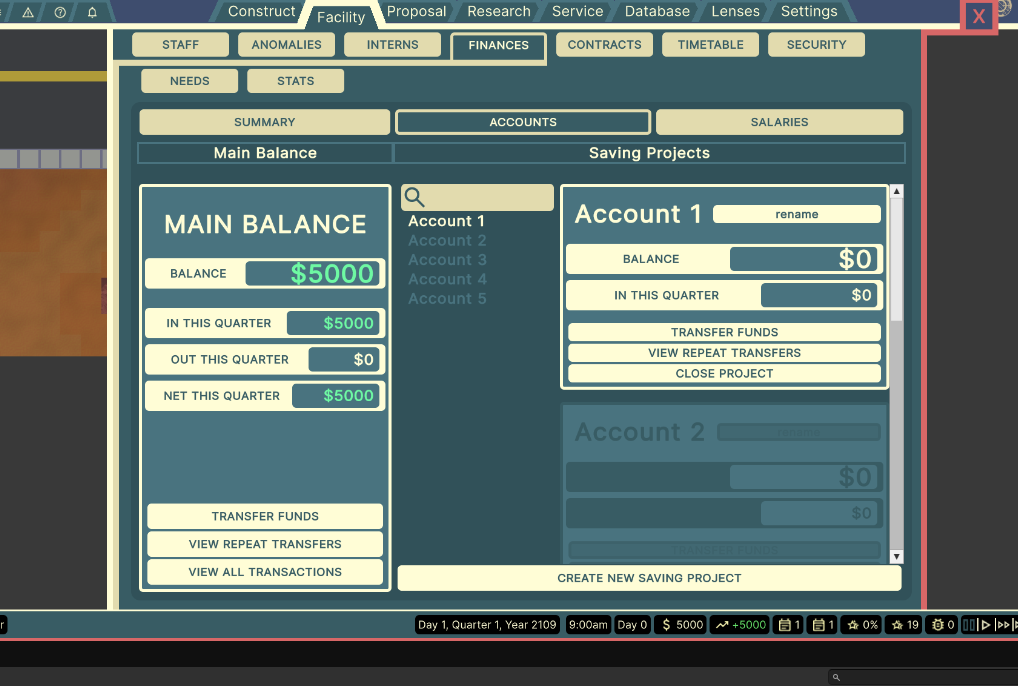 Construct Facility Proposal Research Service Database Lenses Settings
X
STAFF ANOMALIES INTERNS FINANCES CONTRACTS TIMETABLE SECURITY
NEEDS STATS
SUMMARY ACCOUNTS SALARIES
Main Balance Saving Projects
MAIN BALANCE
BALANCE $5000
IN THIS QUARTER $5000
OUT THIS QUARTER $0
NET THIS QUARTER $5000
TRANSFER FUNDS
VIEW REPEAT TRANSFERS
VIEW ALL TRANSACTIONS
Account 1
Account 2
Account 3
Account 4
Account 5
Account 1 rename
BALANCE $0
IN THIS QUARTER $0
TRANSFER FUNDS
VIEW REPEAT TRANSFERS
CLOSE PROJECT
Account 2 rename
$0
$0
TRANSFER FUNDS
CREATE NEW SAVING PROJECT
r Day 1, Quarter 1, Year 2109 9:00am Day 0 $ 5000 +5000 1 1 0% 19 0